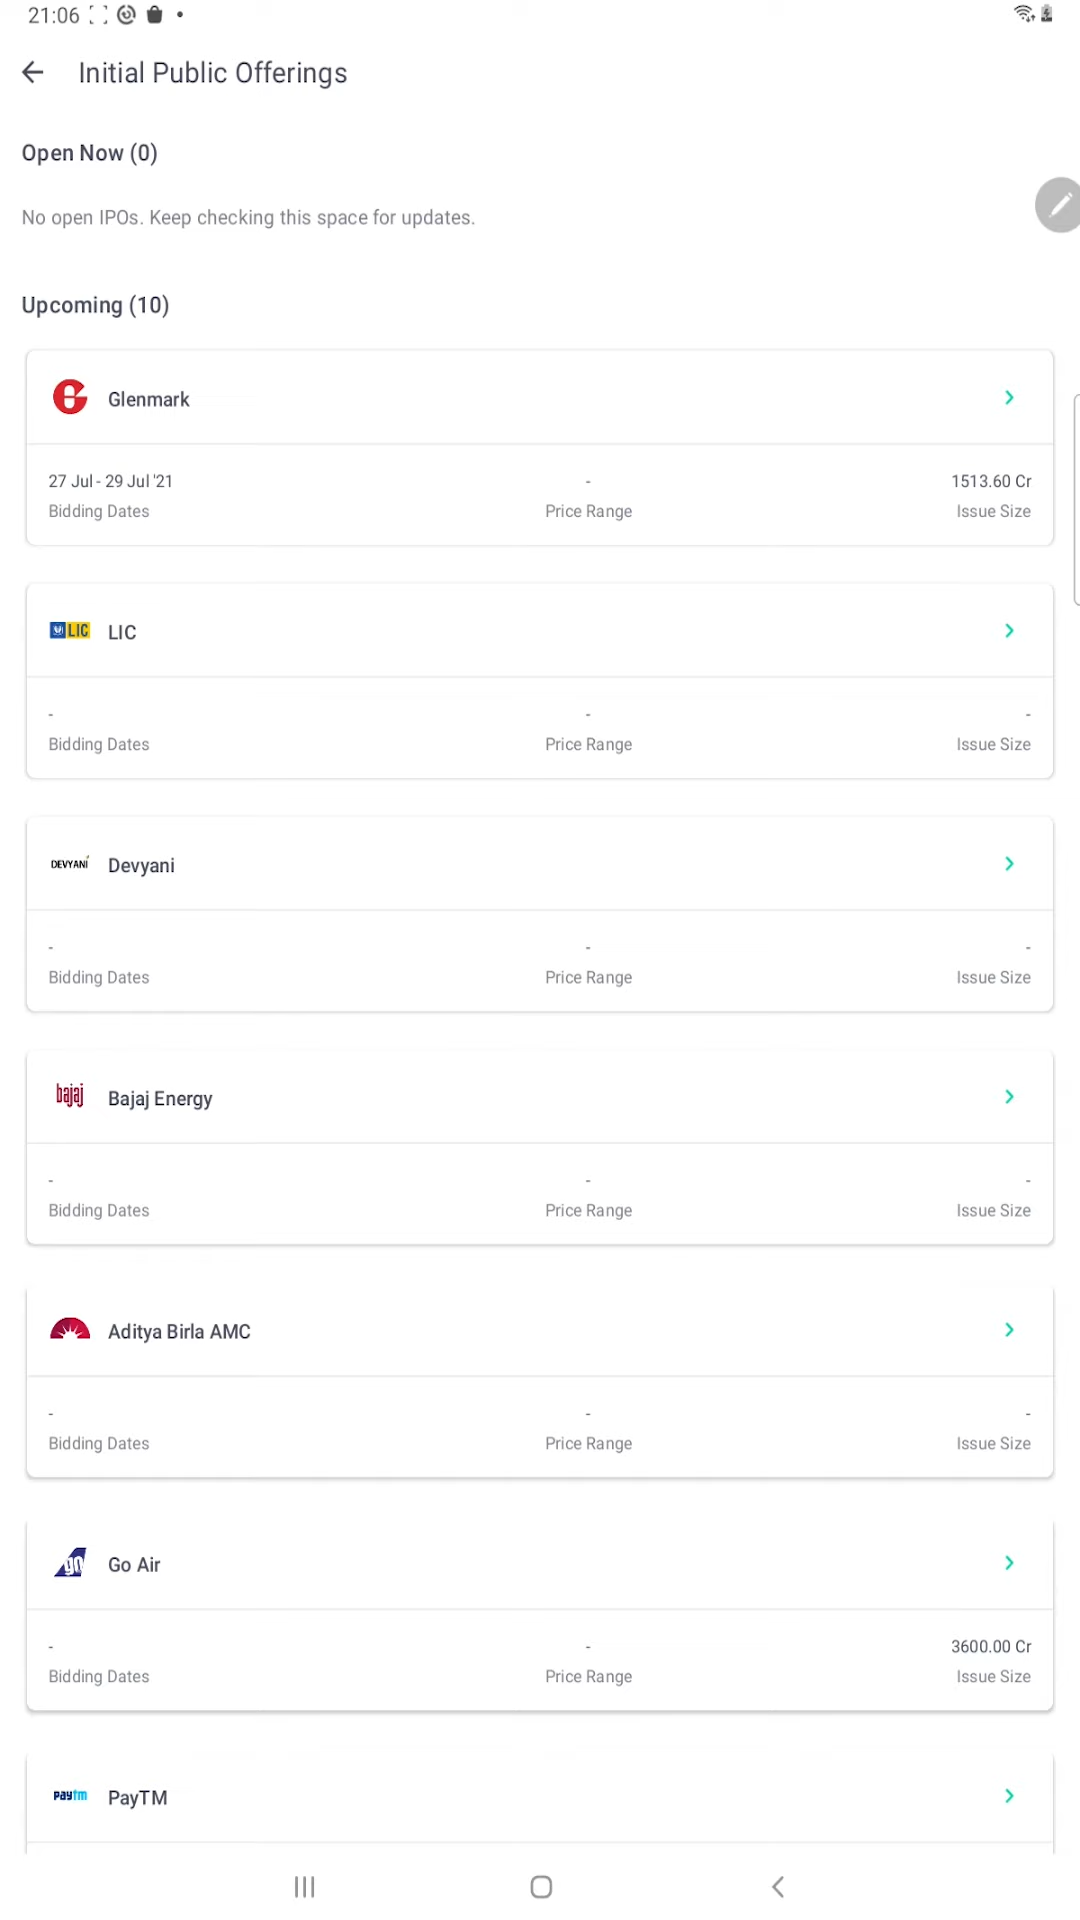 21:06
Initial Public Offerings
Open Now (0)
No open IPOs. Keep checking this space for updates.
Upcoming (10)
Glenmark
27 Jul - 29 Jul '21 - 1513.60 Cr
Bidding Dates Price Range Issue Size
LIC LIC
- - -
Bidding Dates Price Range Issue Size
DEVYANI Devyani
- - -
Bidding Dates Price Range Issue Size
bajaj Bajaj Energy
- - -
Bidding Dates Price Range Issue Size
Aditya Birla AMC
- - -
Bidding Dates Price Range Issue Size
go Go Air
- - 3600.00 Cr
Bidding Dates Price Range Issue Size
paytm PayTM